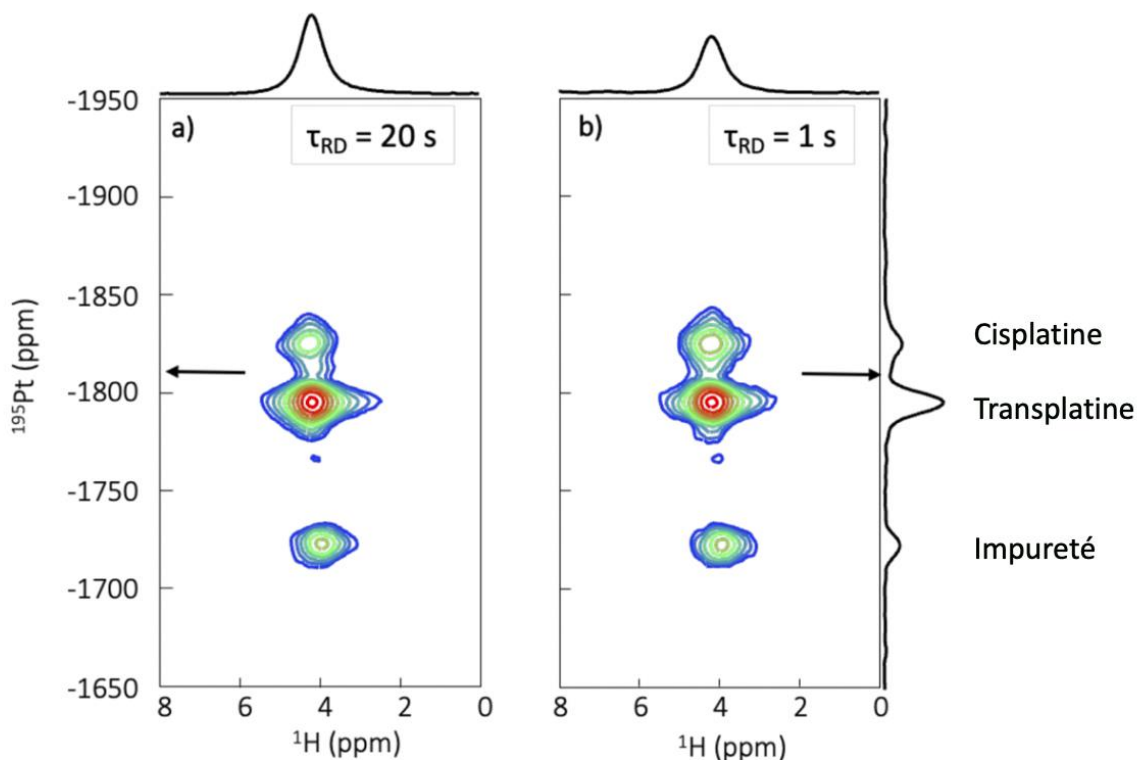 a)
τRD = 20 s
b)
τRD = 1 s
-1950
-1900
-1850
-1800
-1750
-1700
-1650
195Pt (ppm)
8 6 4 2 0
1H (ppm)
8 6 4 2 0
1H (ppm)
Cisplatine
Transplatine
Impureté